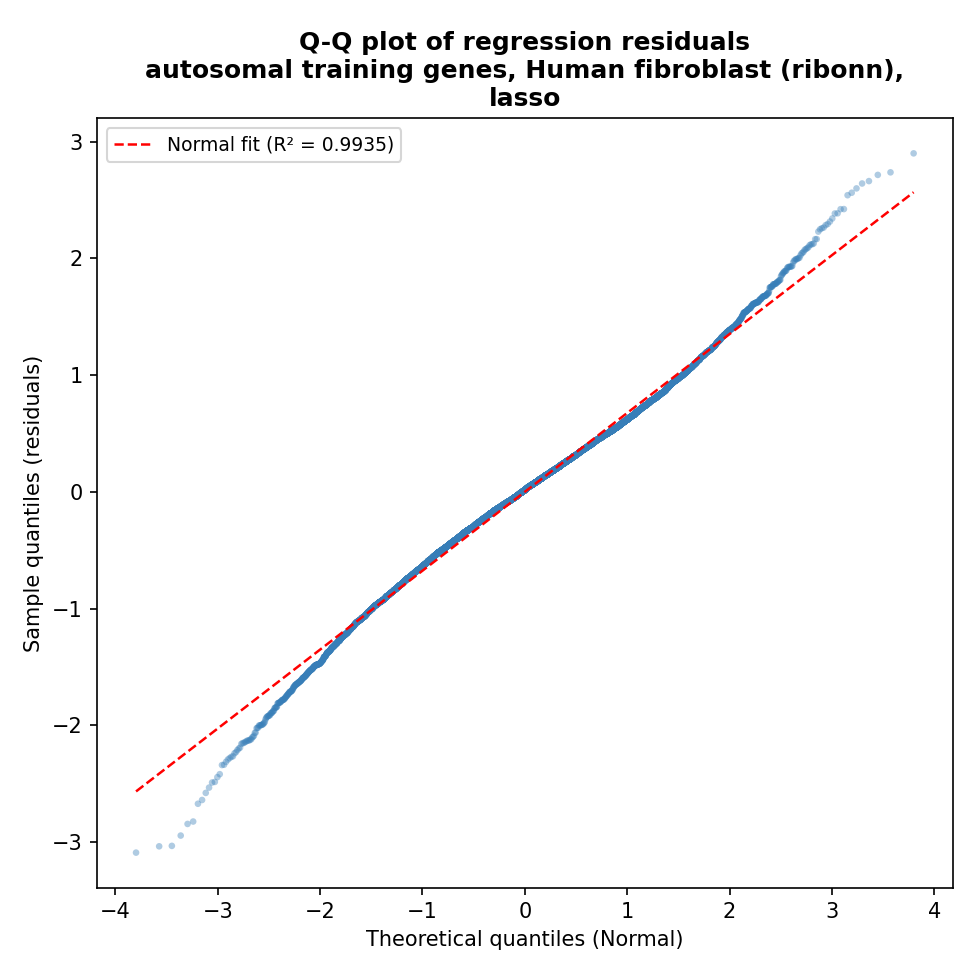 Q-Q plot of regression residuals
autosomal training genes, Human fibroblast (ribonn),
lasso
Normal fit (R² = 0.9935)
3
2
1
0
−1
−2
−3
Sample quantiles (residuals)
−4
−3
−2
−1
0
1
2
3
4
Theoretical quantiles (Normal)